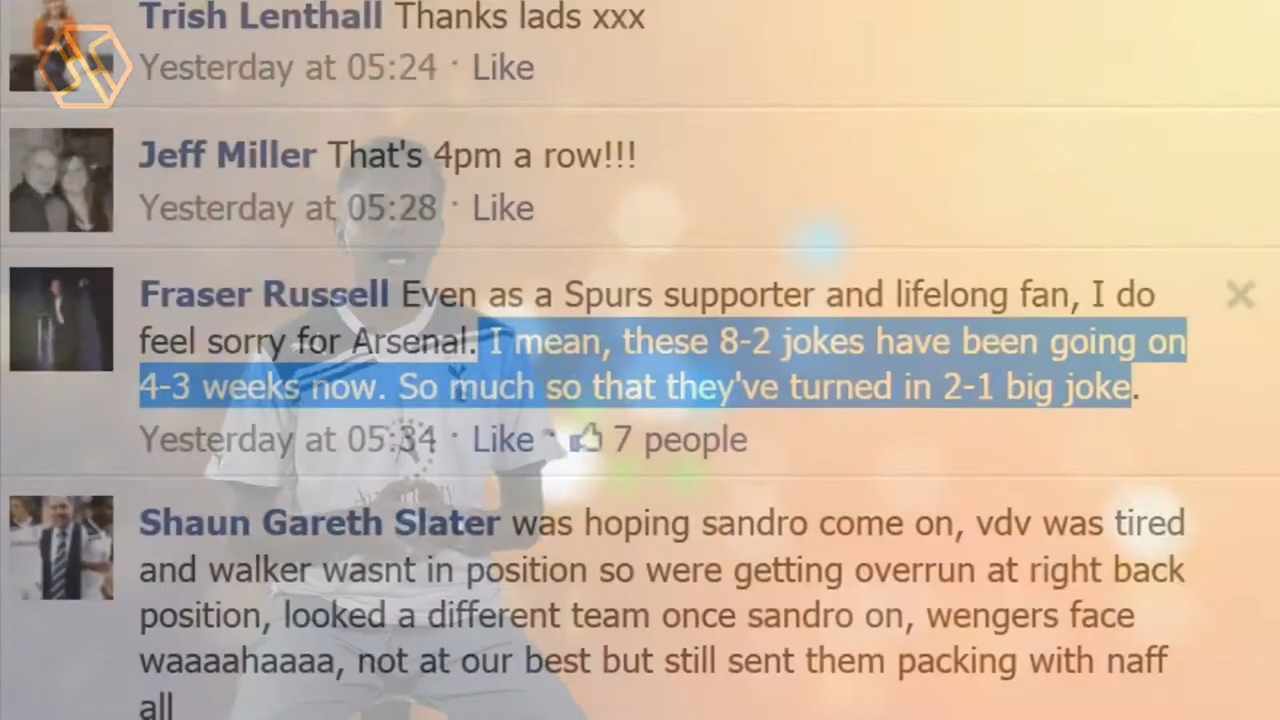 Trish Lenthall Thanks lads xxx
Yesterday at 05:24 · Like
Jeff Miller That's 4pm a row!!!
Yesterday at 05:28 · Like
Fraser Russell Even as a Spurs supporter and lifelong fan, I do
feel sorry for Arsenal. I mean, these 8-2 jokes have been going on
4-3 weeks now. So much so that they've turned in 2-1 big joke.
Yesterday at 05:34 · Like · 7 people
Shaun Gareth Slater was hoping sandro come on, vdv was tired
and walker wasnt in position so were getting overrun at right back
position, looked a different team once sandro on, wengers face
waaaahaaaa, not at our best but still sent them packing with naff
all